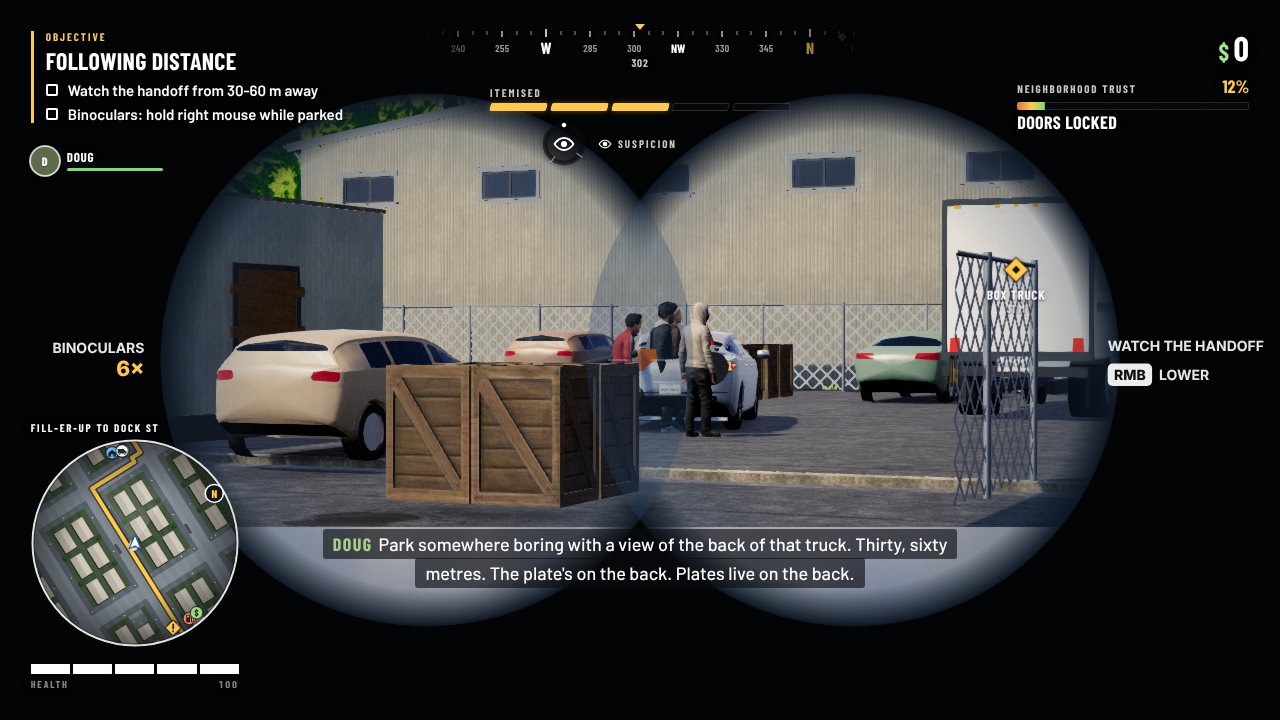 OBJECTIVE
FOLLOWING DISTANCE
Watch the handoff from 30-60 m away
Binoculars: hold right mouse while parked
D
DOUG
240 255 W 285 300 NW 330 345 N
302
ITEMISED
SUSPICION
$0
NEIGHBORHOOD TRUST 12%
DOORS LOCKED
BOX TRUCK
BINOCULARS
6×
WATCH THE HANDOFF
RMB LOWER
FILL-ER-UP TO DOCK ST
N
$
!
DOUG Park somewhere boring with a view of the back of that truck. Thirty, sixty
metres. The plate's on the back. Plates live on the back.
HEALTH 100